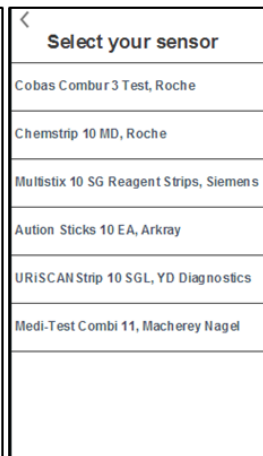 Select your sensor
Cobas Combur 3 Test, Roche
Chemstrip 10 MD, Roche
Multistix 10 SG Reagent Strips, Siemens
Aution Sticks 10 EA, Arkray
URiSCAN Strip 10 SGL, YD Diagnostics
Medi-Test Combi 11, Macherey Nagel